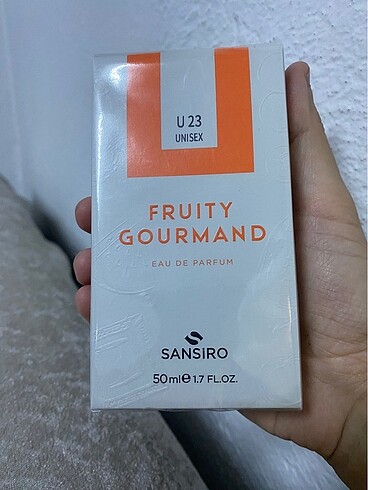 U 23
UNISEX
FRUITY
GOURMAND
EAU DE PARFUM
SANSIRO
50ml℮ 1.7 FL.OZ.